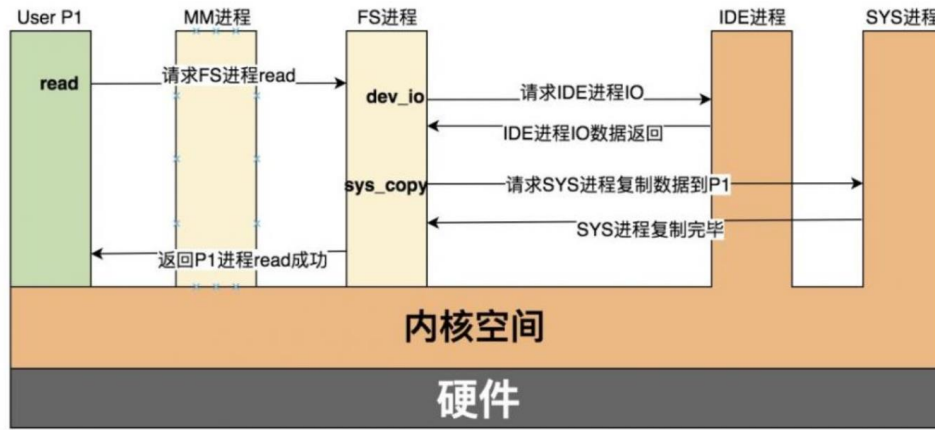 User P1
MM进程
FS进程
IDE进程
SYS进程
read
请求FS进程read
dev_io
请求IDE进程IO
IDE进程IO数据返回
sys_copy
请求SYS进程复制数据到P1
SYS进程复制完毕
返回P1进程read成功
内核空间
硬件